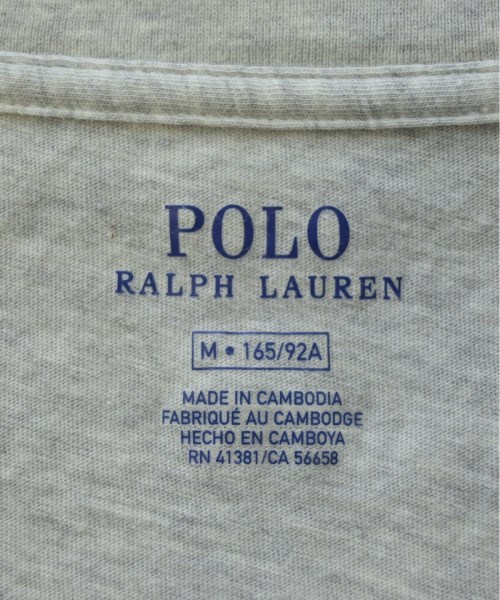 POLO
RALPH LAUREN
M • 165/92A
MADE IN CAMBODIA
FABRIQUÉ AU CAMBODGE
HECHO EN CAMBOYA
RN 41381/CA 56658